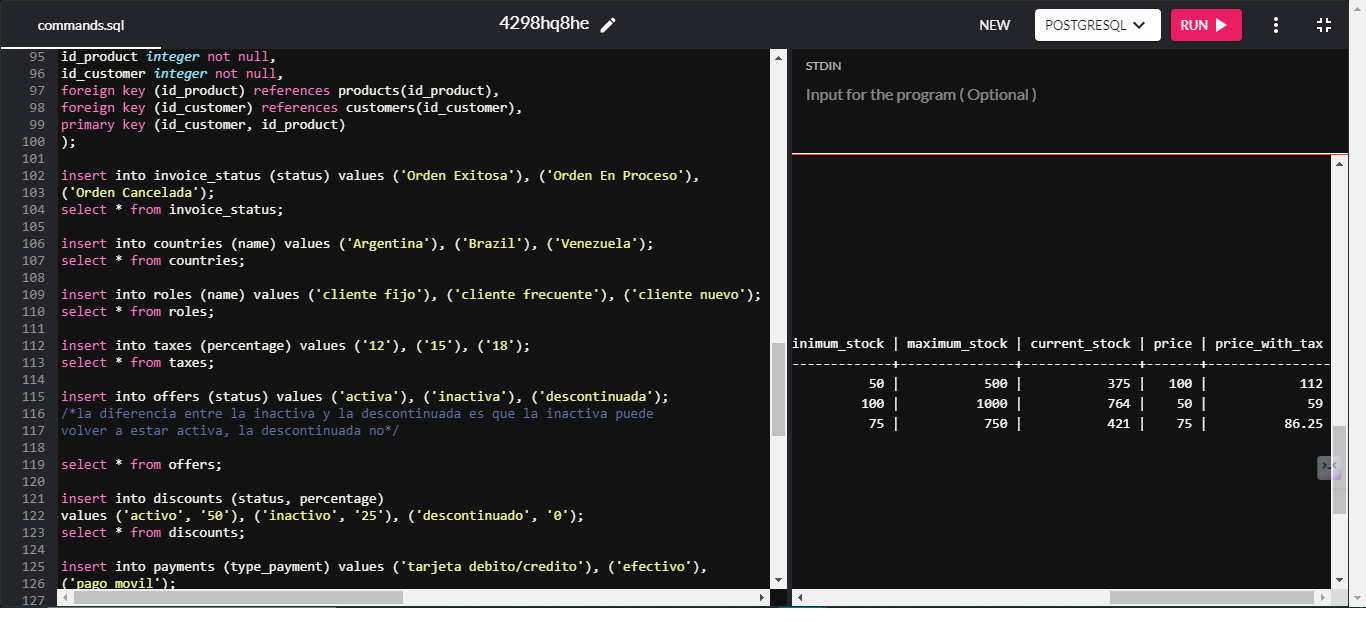 commands.sql
4298hq8he
NEW
POSTGRESQL
RUN
95 id_product integer not null,
96 id_customer integer not null,
97 foreign key (id_product) references products(id_product),
98 foreign key (id_customer) references customers(id_customer),
99 primary key (id_customer, id_product)
100 );
101
102 insert into invoice_status (status) values ('Orden Exitosa'), ('Orden En Proceso'),
103 ('Orden Cancelada');
104 select * from invoice_status;
105
106 insert into countries (name) values ('Argentina'), ('Brazil'), ('Venezuela');
107 select * from countries;
108
109 insert into roles (name) values ('cliente fijo'), ('cliente frecuente'), ('cliente nuevo');
110 select * from roles;
111
112 insert into taxes (percentage) values ('12'), ('15'), ('18');
113 select * from taxes;
114
115 insert into offers (status) values ('activa'), ('inactiva'), ('descontinuada');
116 /*la diferencia entre la inactiva y la descontinuada es que la inactiva puede
117 volver a estar activa, la descontinuada no*/
118
119 select * from offers;
120
121 insert into discounts (status, percentage)
122 values ('activo', '50'), ('inactivo', '25'), ('descontinuado', '0');
123 select * from discounts;
124
125 insert into payments (type_payment) values ('tarjeta debito/credito'), ('efectivo'),
126 ('pago movil');
127
STDIN
Input for the program ( Optional )
inimum_stock | maximum_stock | current_stock | price | price_with_tax
-------------+---------------+---------------+-------+----------------
50 | 500 | 375 | 100 | 112
100 | 1000 | 764 | 50 | 59
75 | 750 | 421 | 75 | 86.25